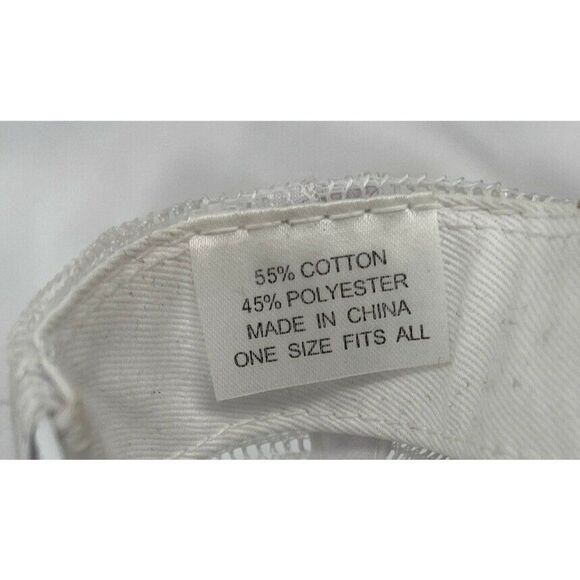 55% COTTON
45% POLYESTER
MADE IN CHINA
ONE SIZE FITS ALL